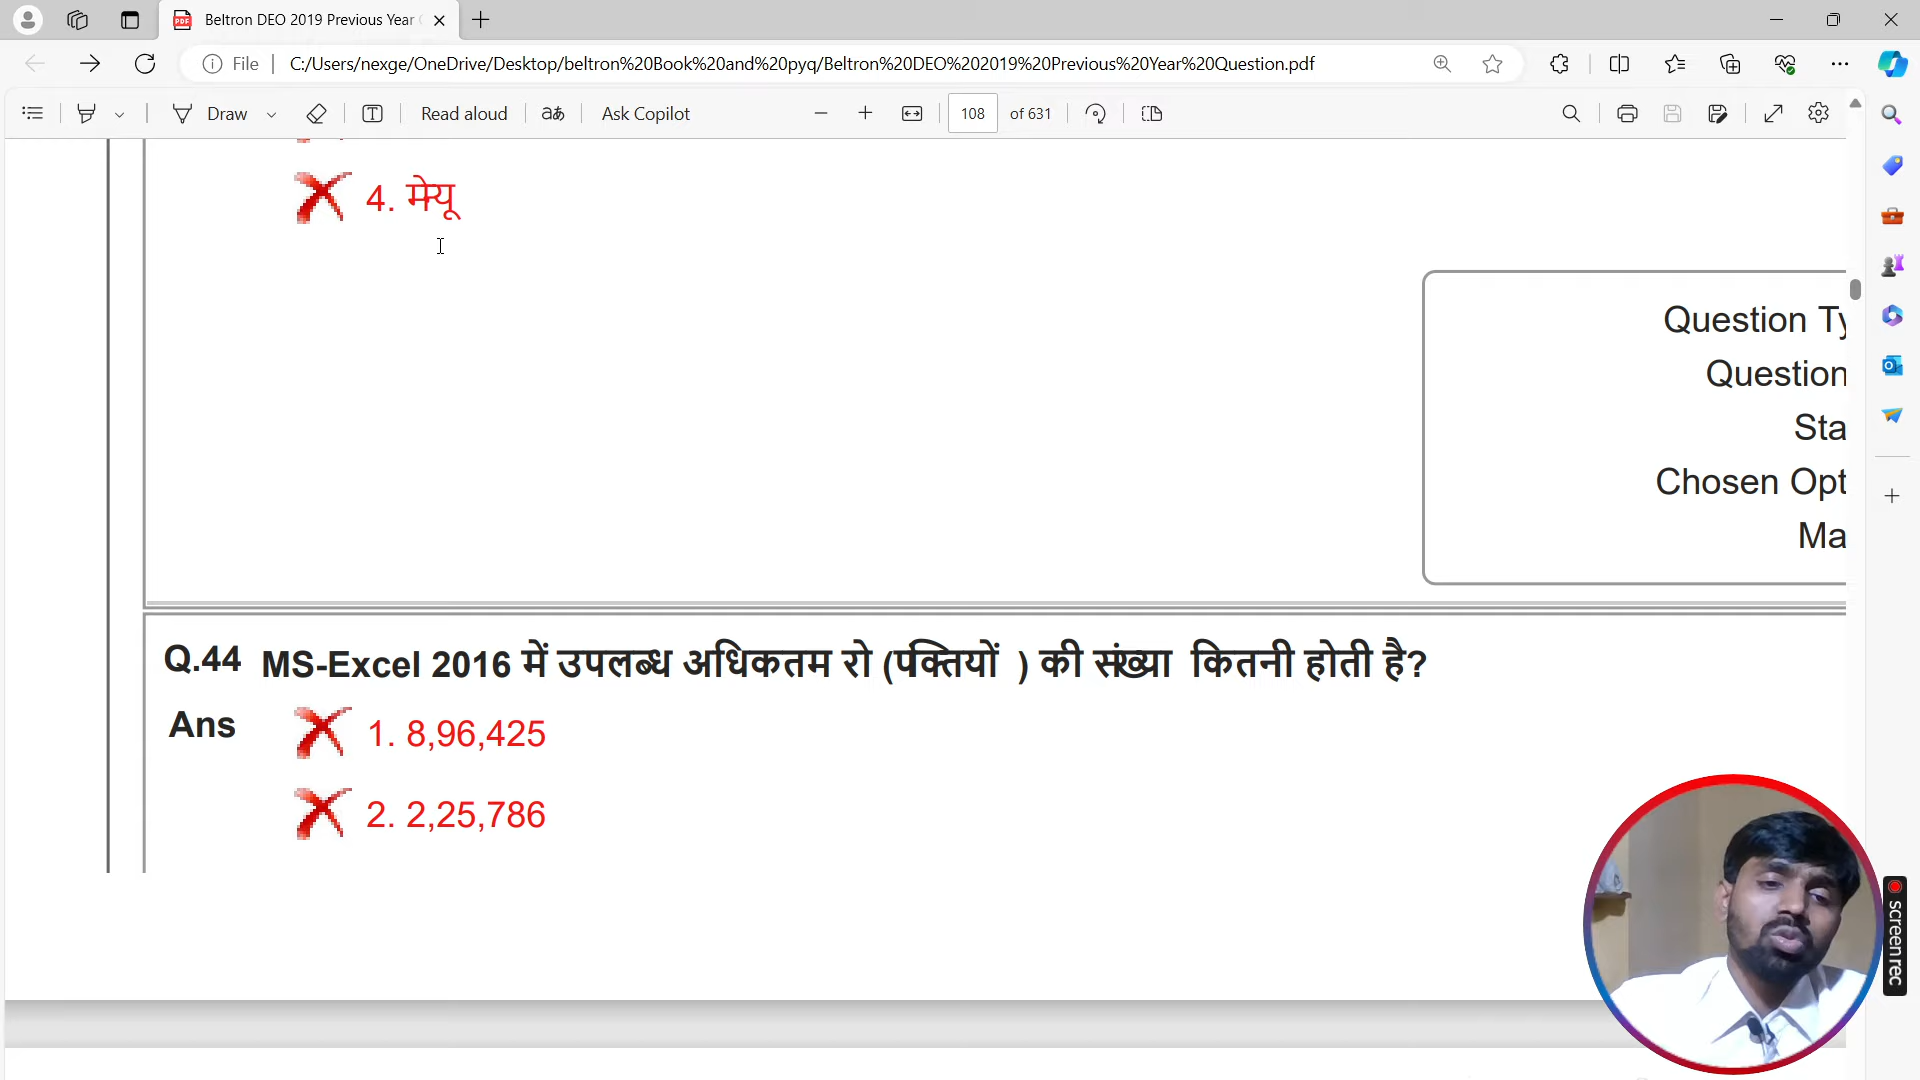 Beltron DEO 2019 Previous Year
File
C:/Users/nexge/OneDrive/Desktop/beltron%20Book%20and%20pyq/Beltron%20DEO%202019%20Previous%20Year%20Question.pdf
Draw
Read aloud
aあ
Ask Copilot
108 of 631
4. मेन्यू
Question Ty
Question
Sta
Chosen Opt
Ma
Q.44 MS-Excel 2016 में उपलब्ध अधिकतम रो (पंक्तियों ) की संख्या कितनी होती है?
Ans
1. 8,96,425
2. 2,25,786
screenrec